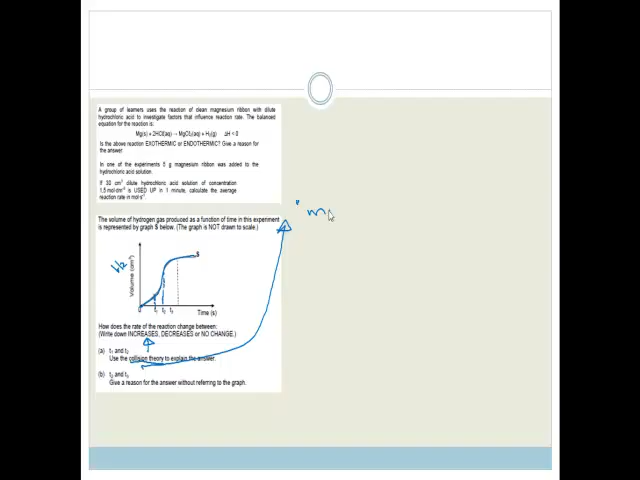 A group of learners uses the reaction of clean magnesium ribbon with dilute
hydrochloric acid to investigate factors that influence reaction rate. The balanced
equation for the reaction is:
Mg(s) + 2HCℓ(aq) → MgCℓ₂(aq) + H₂(g) ΔH < 0
Is the above reaction EXOTHERMIC or ENDOTHERMIC? Give a reason for
the answer.
In one of the experiments 5 g magnesium ribbon was added to the
hydrochloric acid solution.
If 30 cm³ dilute hydrochloric acid solution of concentration
1,5 mol·dm⁻³ is USED UP in 1 minute, calculate the average
reaction rate in mol·s⁻¹.
The volume of hydrogen gas produced as a function of time in this experiment
is represented by graph S below. (The graph is NOT drawn to scale.)
S
Volume (cm³)
0 t₁ t₂ t₃
Time (s)
How does the rate of the reaction change between:
(Write down INCREASES, DECREASES or NO CHANGE.)
(a) t₁ and t₂
Use the collision theory to explain the answer.
(b) t₂ and t₃
Give a reason for the answer without referring to the graph.
m